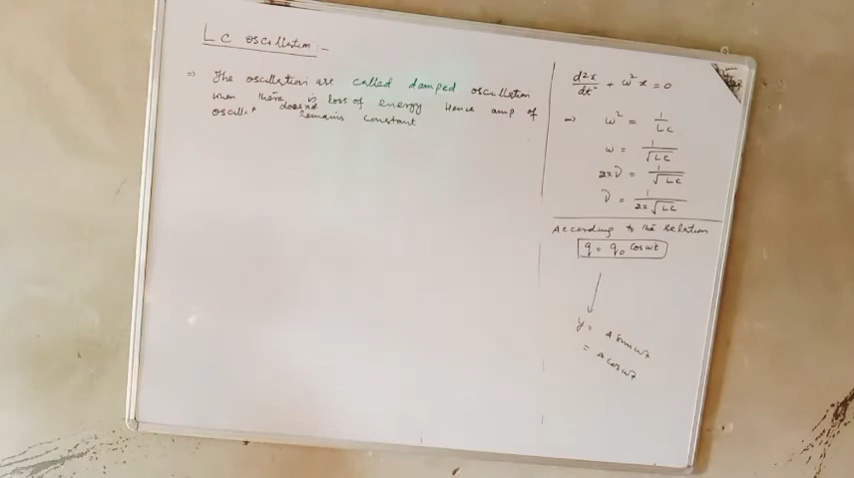 Lc oscillation :-
⇒ The oscillation are called damped oscillation
when there is loss of energy Hence amp of
oscill. doesn't remains constant
d²x/dt² + ω²x = 0
⇒ ω² = 1/LC
ω = 1/√LC
2πν = 1/√LC
ν = 1/2π√LC
According to the relation
q = q₀ cos ωt
y = A sin ωt
= A cos ωt